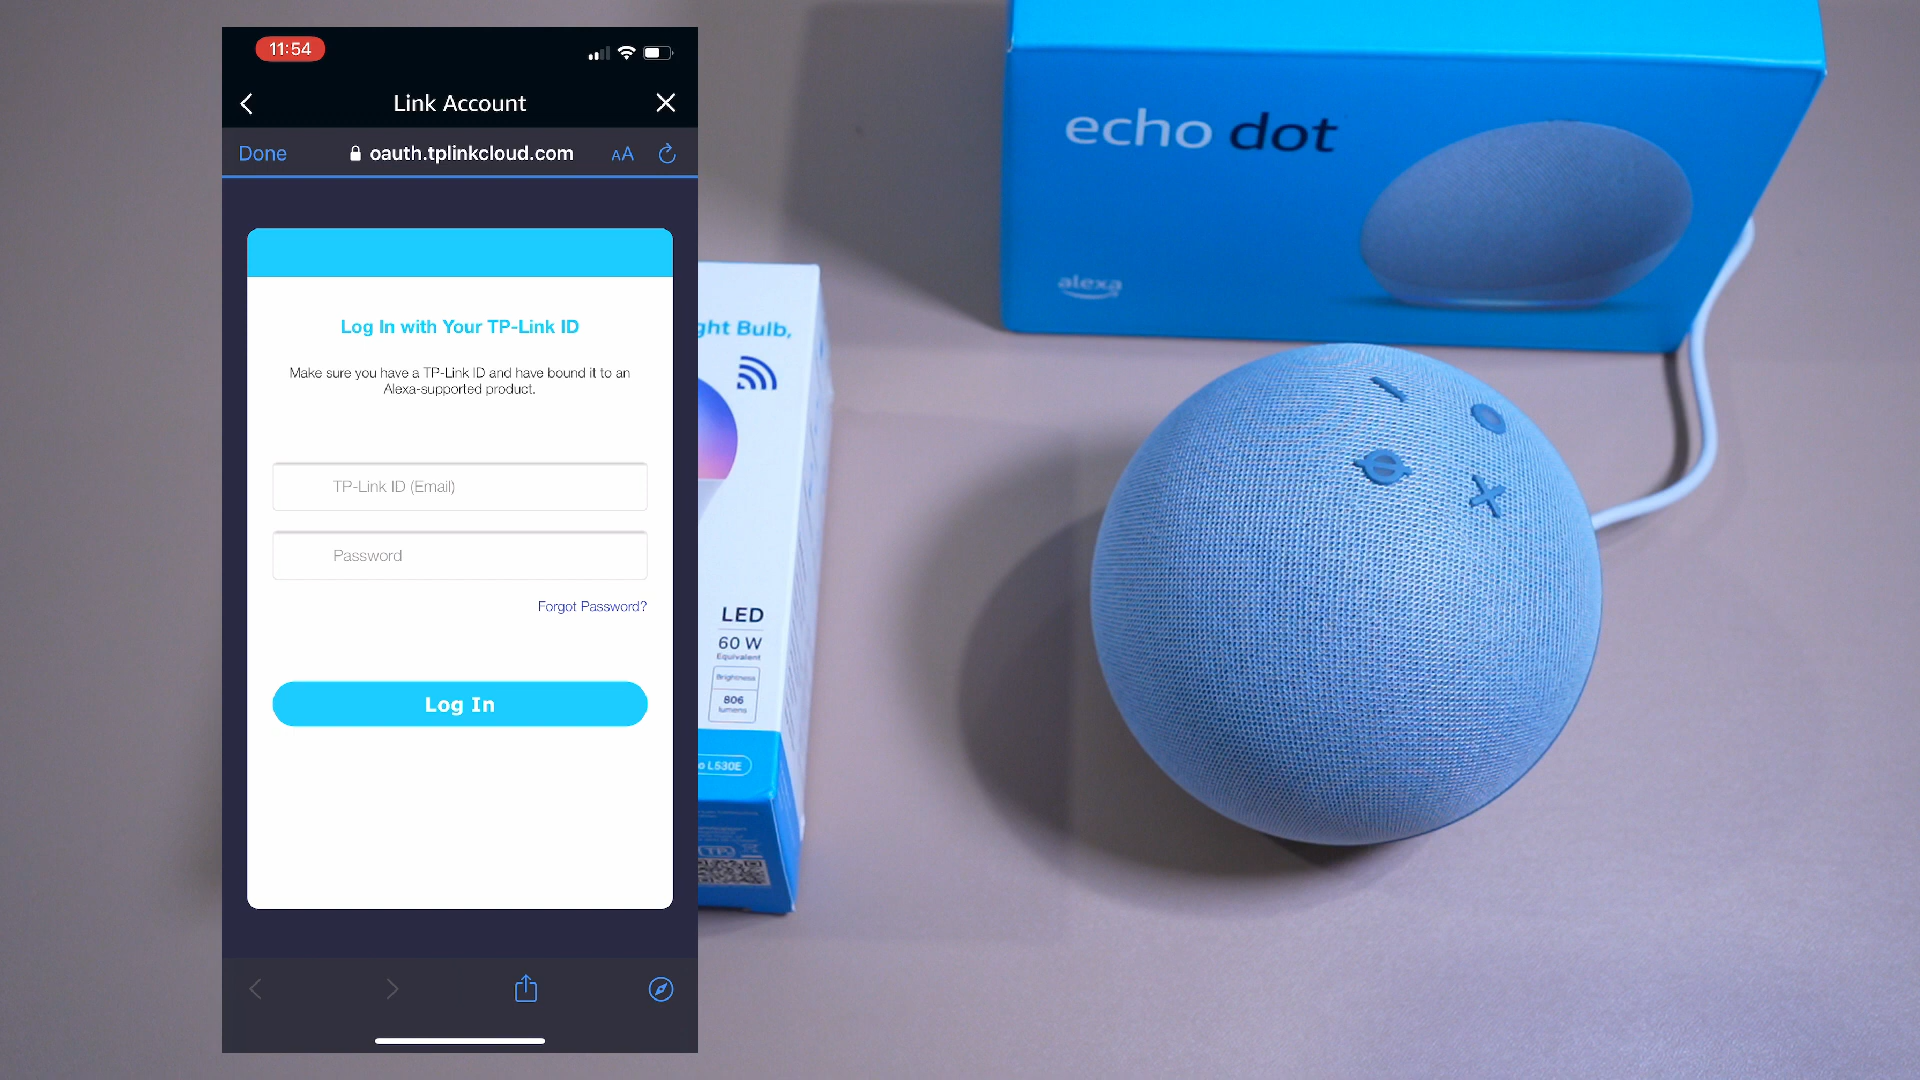 11:54
Link Account
Done
oauth.tplinkcloud.com
AA
Log In with Your TP-Link ID
Make sure you have a TP-Link ID and have bound it to an
Alexa-supported product.
TP-Link ID (Email)
Password
Forgot Password?
Log In
ght Bulb,
LED
60 W
Equivalent
Brightness
806
lumens
o L530E
echo dot
alexa